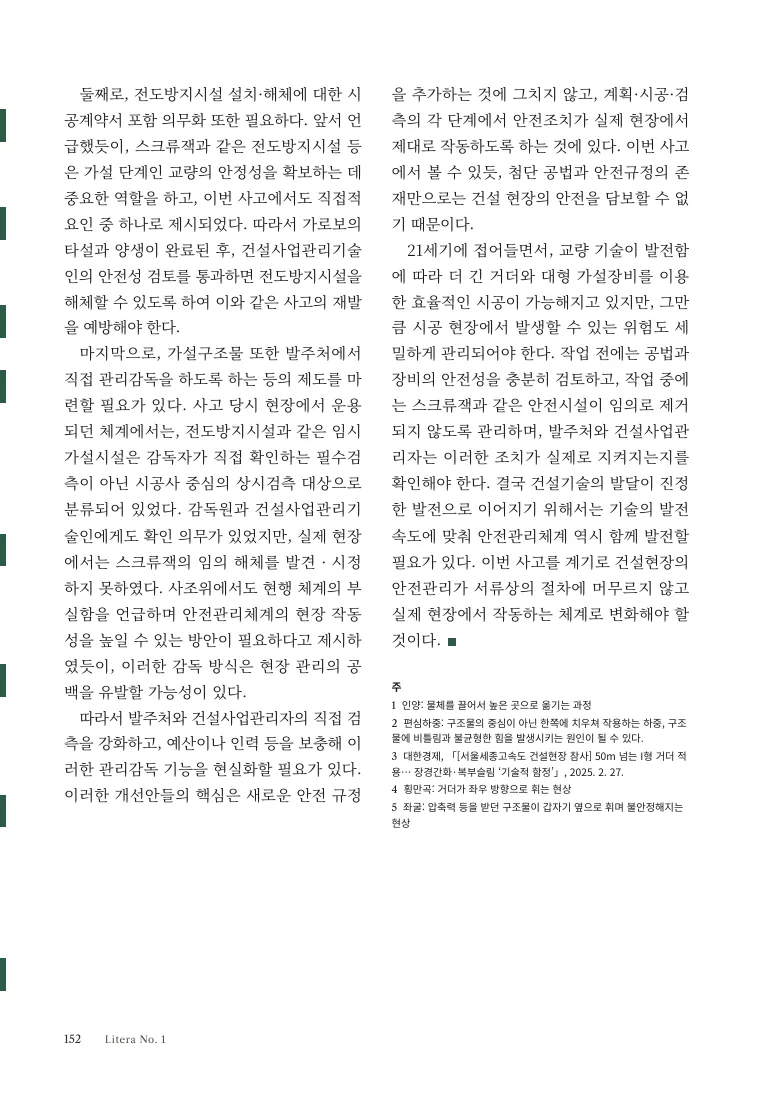 둘째로, 전도방지시설 설치·해체에 대한 시
공계약서 포함 의무화 또한 필요하다. 앞서 언
급했듯이, 스크류잭과 같은 전도방지시설 등
은 가설 단계인 교량의 안정성을 확보하는 데
중요한 역할을 하고, 이번 사고에서도 직접적
요인 중 하나로 제시되었다. 따라서 가로보의
타설과 양생이 완료된 후, 건설사업관리기술
인의 안전성 검토를 통과하면 전도방지시설을
해체할 수 있도록 하여 이와 같은 사고의 재발
을 예방해야 한다.
마지막으로, 가설구조물 또한 발주처에서
직접 관리감독을 하도록 하는 등의 제도를 마
련할 필요가 있다. 사고 당시 현장에서 운용
되던 체계에서는, 전도방지시설과 같은 임시
가설시설은 감독자가 직접 확인하는 필수검
측이 아닌 시공사 중심의 상시검측 대상으로
분류되어 있었다. 감독원과 건설사업관리기
술인에게도 확인 의무가 있었지만, 실제 현장
에서는 스크류잭의 임의 해체를 발견 · 시정
하지 못하였다. 사조위에서도 현행 체계의 부
실함을 언급하며 안전관리체계의 현장 작동
성을 높일 수 있는 방안이 필요하다고 제시하
였듯이, 이러한 감독 방식은 현장 관리의 공
백을 유발할 가능성이 있다.
따라서 발주처와 건설사업관리자의 직접 검
측을 강화하고, 예산이나 인력 등을 보충해 이
러한 관리감독 기능을 현실화할 필요가 있다.
이러한 개선안들의 핵심은 새로운 안전 규정
을 추가하는 것에 그치지 않고, 계획·시공·검
측의 각 단계에서 안전조치가 실제 현장에서
제대로 작동하도록 하는 것에 있다. 이번 사고
에서 볼 수 있듯, 첨단 공법과 안전규정의 존
재만으로는 건설 현장의 안전을 담보할 수 없
기 때문이다.
21세기에 접어들면서, 교량 기술이 발전함
에 따라 더 긴 거더와 대형 가설장비를 이용
한 효율적인 시공이 가능해지고 있지만, 그만
큼 시공 현장에서 발생할 수 있는 위험도 세
밀하게 관리되어야 한다. 작업 전에는 공법과
장비의 안전성을 충분히 검토하고, 작업 중에
는 스크류잭과 같은 안전시설이 임의로 제거
되지 않도록 관리하며, 발주처와 건설사업관
리자는 이러한 조치가 실제로 지켜지는지를
확인해야 한다. 결국 건설기술의 발달이 진정
한 발전으로 이어지기 위해서는 기술의 발전
속도에 맞춰 안전관리체계 역시 함께 발전할
필요가 있다. 이번 사고를 계기로 건설현장의
안전관리가 서류상의 절차에 머무르지 않고
실제 현장에서 작동하는 체계로 변화해야 할
것이다. ■
주
1 인양: 물체를 끌어서 높은 곳으로 옮기는 과정
2 편심하중: 구조물의 중심이 아닌 한쪽에 치우쳐 작용하는 하중, 구조
물에 비틀림과 불균형한 힘을 발생시키는 원인이 될 수 있다.
3 대한경제, 「[서울세종고속도 건설현장 참사] 50m 넘는 I형 거더 적
용… 장경간화·복부슬림 ‘기술적 함정’」, 2025. 2. 27.
4 횡만곡: 거더가 좌우 방향으로 휘는 현상
5 좌굴: 압축력 등을 받던 구조물이 갑자기 옆으로 휘며 불안정해지는
현상
152 Litera No. 1